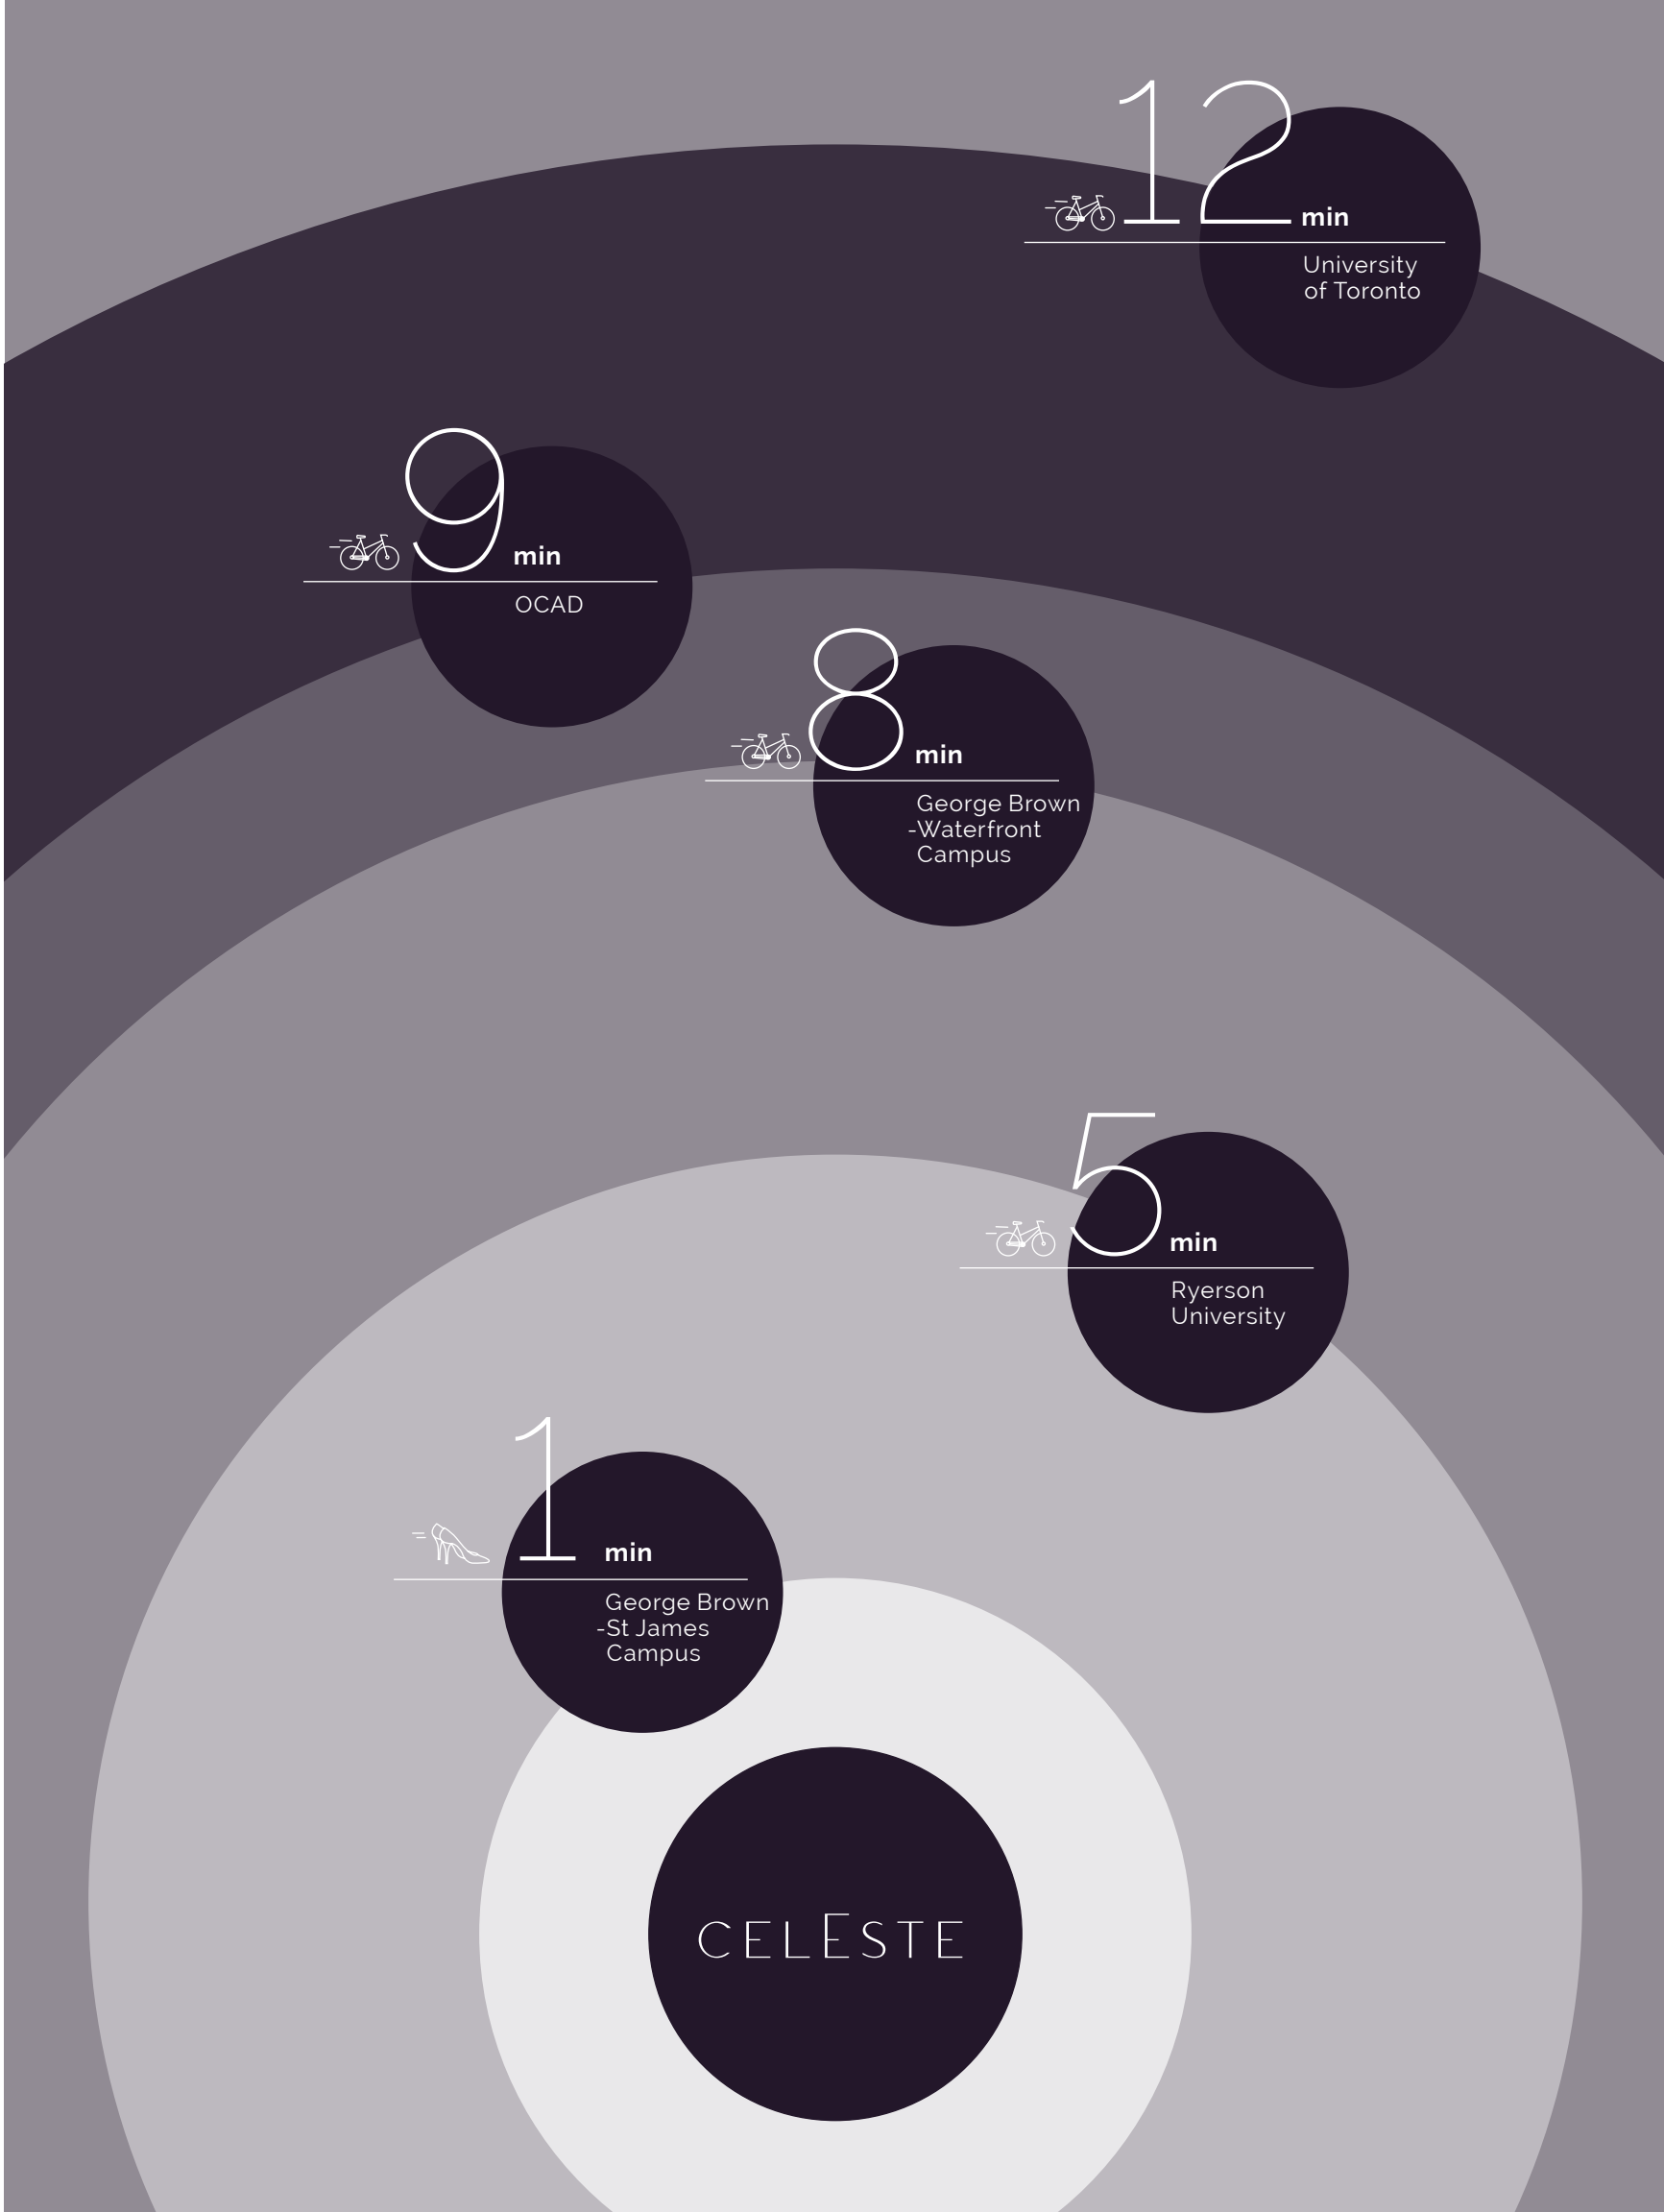 12 min
University
of Toronto
9 min
OCAD
8 min
George Brown
-Waterfront
Campus
5 min
Ryerson
University
1 min
George Brown
-St James
Campus
CELESTE